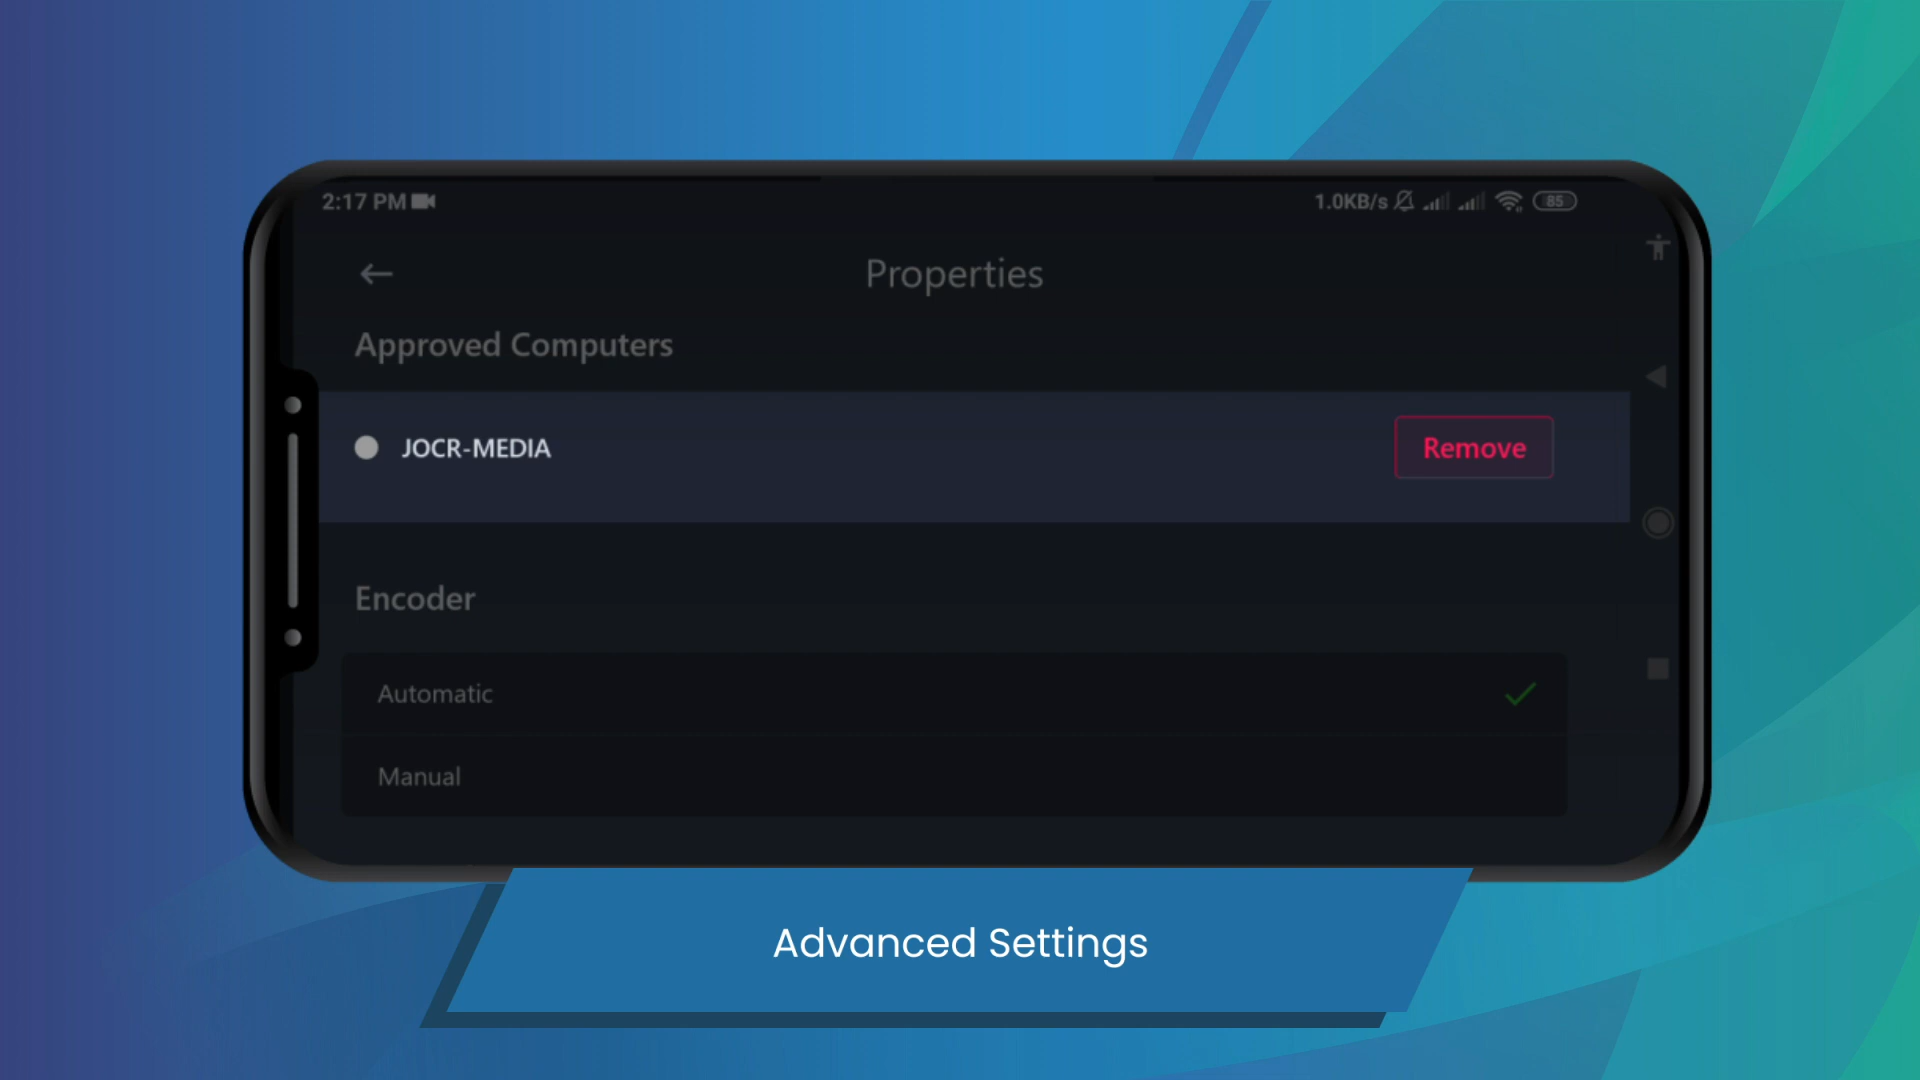 2:17 PM
1.0KB/s
85
Properties
Approved Computers
JOCR-MEDIA
Remove
Encoder
Automatic
Manual
Advanced Settings